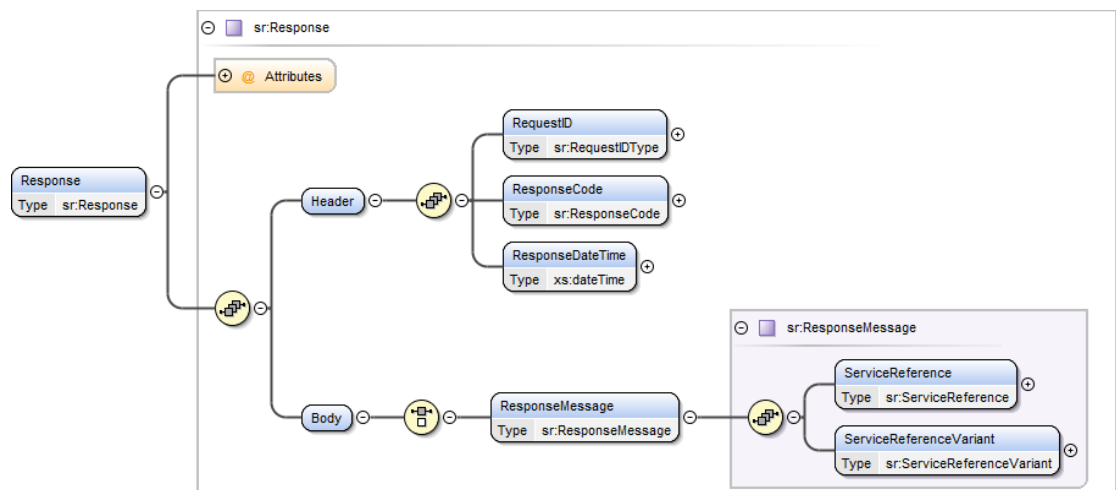 sr:Response
@ Attributes
RequestID
Type sr:RequestIDType
Response
Type sr:Response
Header
ResponseCode
Type sr:ResponseCode
ResponseDateTime
Type xs:dateTime
sr:ResponseMessage
ServiceReference
Type sr:ServiceReference
Body
ResponseMessage
Type sr:ResponseMessage
ServiceReferenceVariant
Type sr:ServiceReferenceVariant